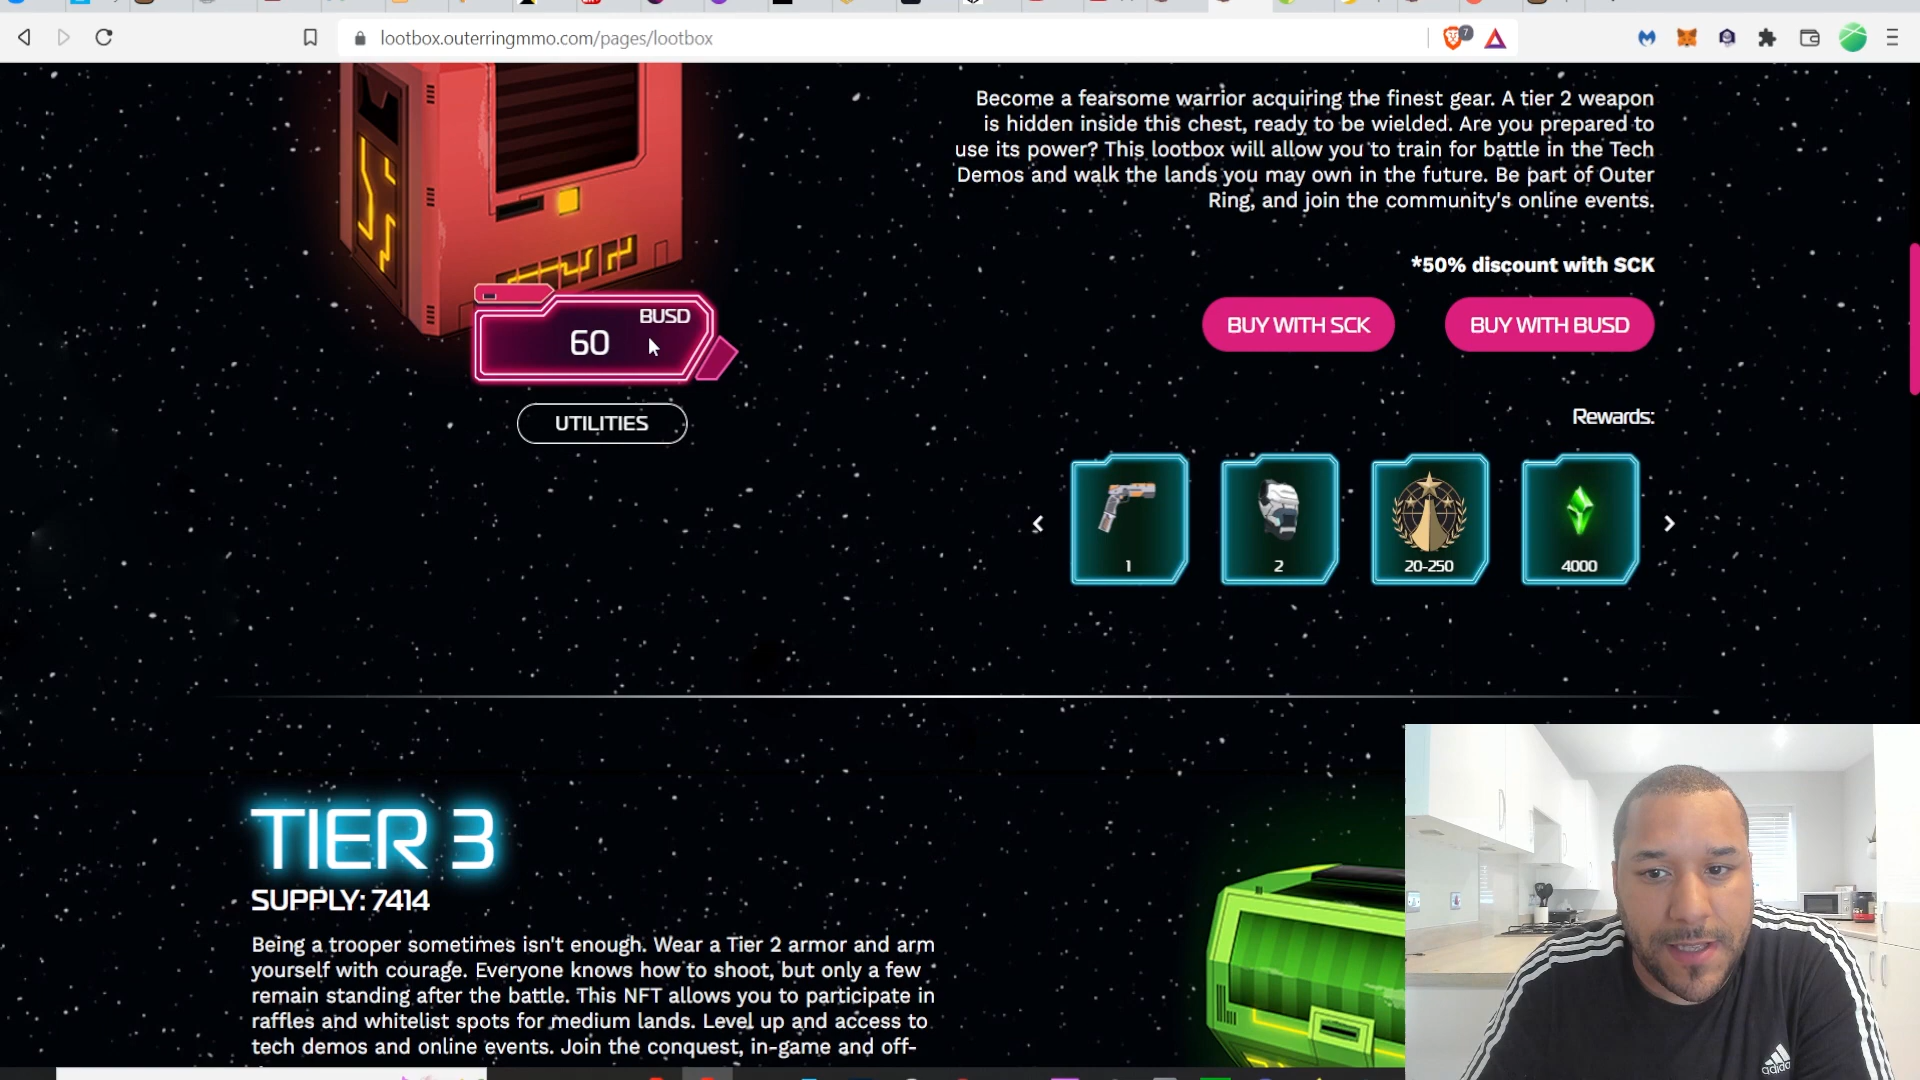 lootbox.outerringmmo.com/pages/lootbox
7
Become a fearsome warrior acquiring the finest gear. A tier 2 weapon
is hidden inside this chest, ready to be wielded. Are you prepared to
use its power? This lootbox will allow you to train for battle in the Tech
Demos and walk the lands you may own in the future. Be part of Outer
Ring, and join the community's online events.
*50% discount with SCK
BUSD
60
BUY WITH SCK
BUY WITH BUSD
UTILITIES
Rewards:
1
2
20-250
4000
TIER 3
SUPPLY: 7414
Being a trooper sometimes isn't enough. Wear a Tier 2 armor and arm
yourself with courage. Everyone knows how to shoot, but only a few
remain standing after the battle. This NFT allows you to participate in
raffles and whitelist spots for medium lands. Level up and access to
tech demos and online events. Join the conquest, in-game and off-
adidas